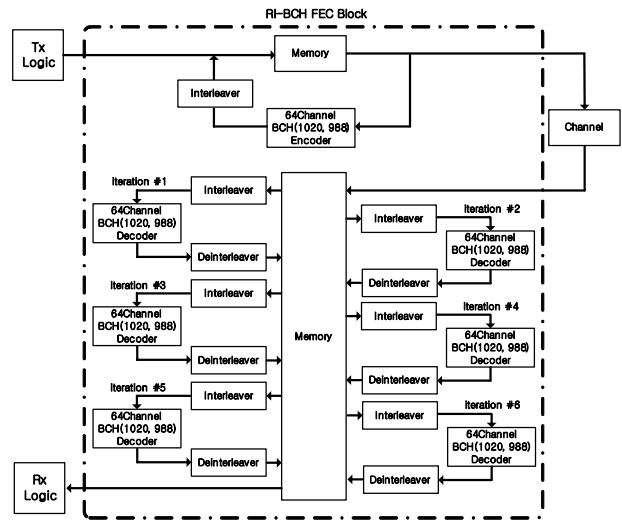 RI-BCH FEC Block
Tx
Logic
Memory
Interleaver
64Channel
BCH(1020, 988)
Encoder
Channel
Iteration #1
Interleaver
64Channel
BCH(1020, 988)
Decoder
Deinterleaver
Interleaver
Iteration #2
64Channel
BCH(1020, 988)
Decoder
Deinterleaver
Iteration #3
Interleaver
64Channel
BCH(1020, 988)
Decoder
Deinterleaver
Memory
Interleaver
Iteration #4
64Channel
BCH(1020, 988)
Decoder
Deinterleaver
Iteration #5
Interleaver
64Channel
BCH(1020, 988)
Decoder
Deinterleaver
Interleaver
Iteration #6
64Channel
BCH(1020, 988)
Decoder
Deinterleaver
Rx
Logic